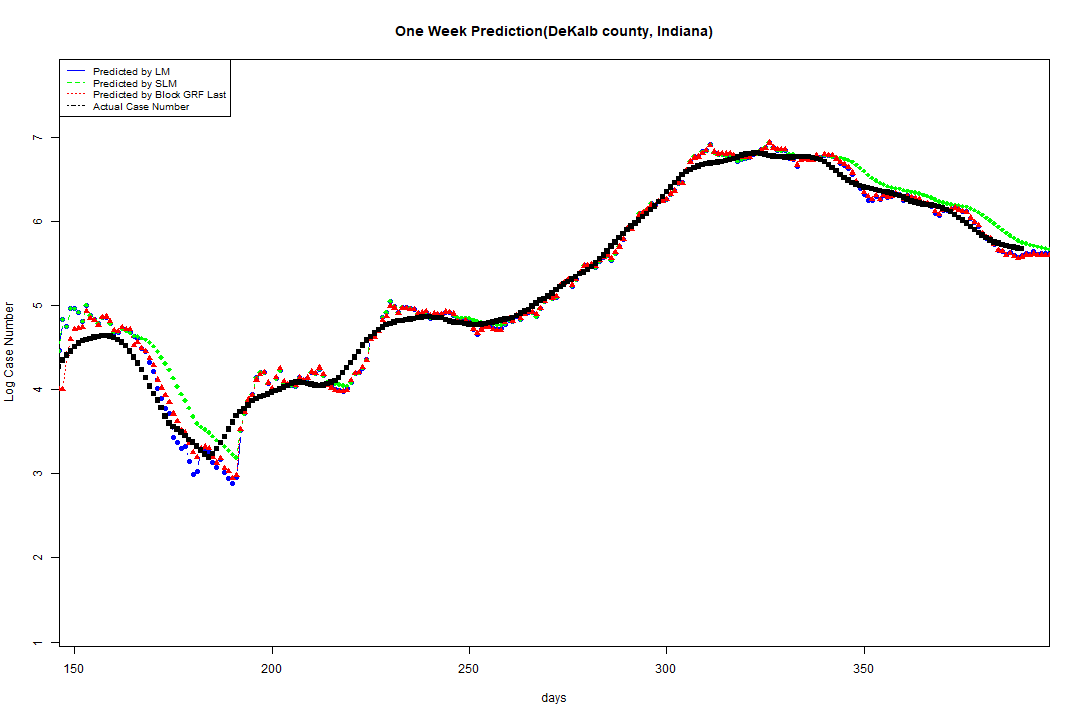 One Week Prediction(DeKalb county, Indiana)
Predicted by LM
Predicted by SLM
Predicted by Block GRF Last
Actual Case Number
7
6
5
4
3
2
1
Log Case Number
150 200 250 300 350
days